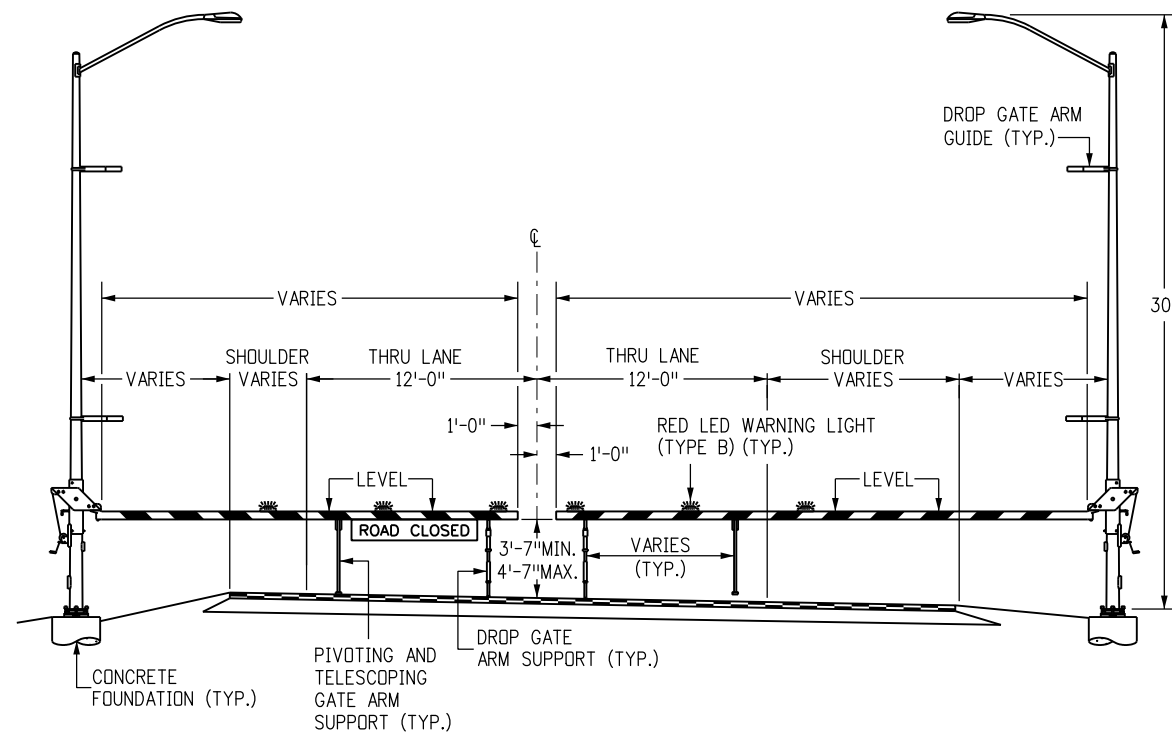 DROP GATE ARM
GUIDE (TYP.)
℄
VARIES
VARIES
30
SHOULDER
THRU LANE
THRU LANE
SHOULDER
VARIES
VARIES
12'-0"
12'-0"
VARIES
VARIES
1'-0"
RED LED WARNING LIGHT
(TYPE B) (TYP.)
1'-0"
LEVEL
LEVEL
ROAD CLOSED
3'-7"MIN.
4'-7"MAX.
VARIES
(TYP.)
DROP GATE
ARM SUPPORT (TYP.)
PIVOTING AND
TELESCOPING
GATE ARM
SUPPORT (TYP.)
CONCRETE
FOUNDATION (TYP.)